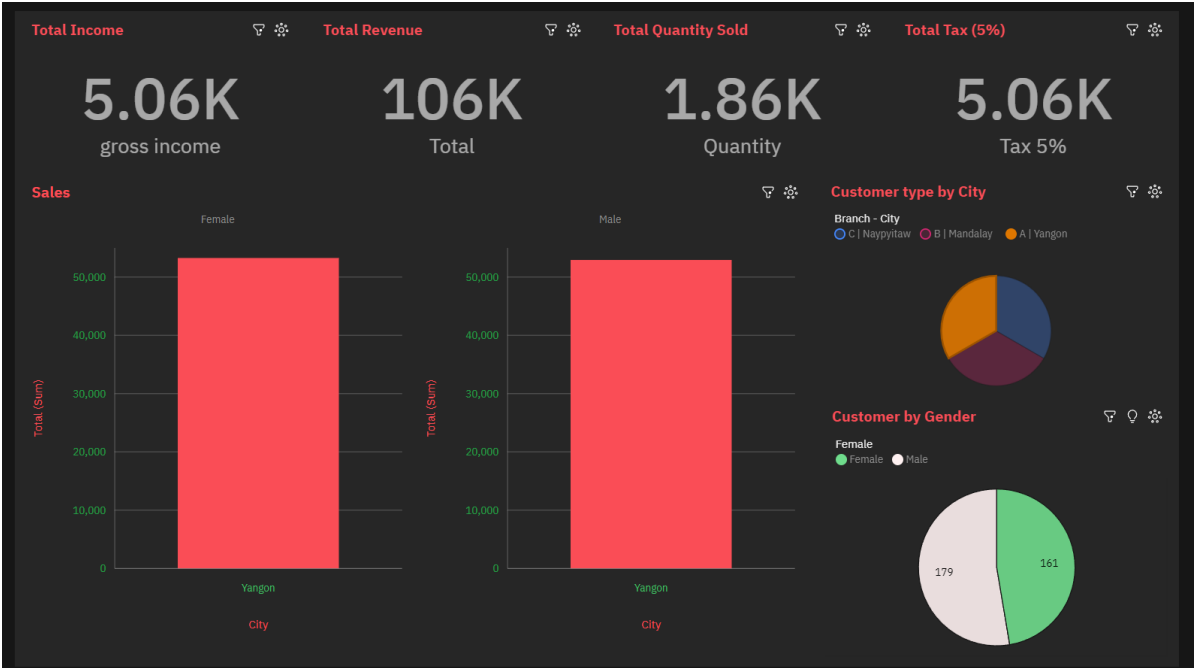 Total Income
Total Revenue
Total Quantity Sold
Total Tax (5%)
5.06K
gross income
106K
Total
1.86K
Quantity
5.06K
Tax 5%
Sales
Female
Male
Total (Sum)
50,000
40,000
30,000
20,000
10,000
0
Yangon
City
Total (Sum)
50,000
40,000
30,000
20,000
10,000
0
Yangon
City
Customer type by City
Branch - City
C | Naypyitaw
B | Mandalay
A | Yangon
Customer by Gender
Female
Female
Male
179
161